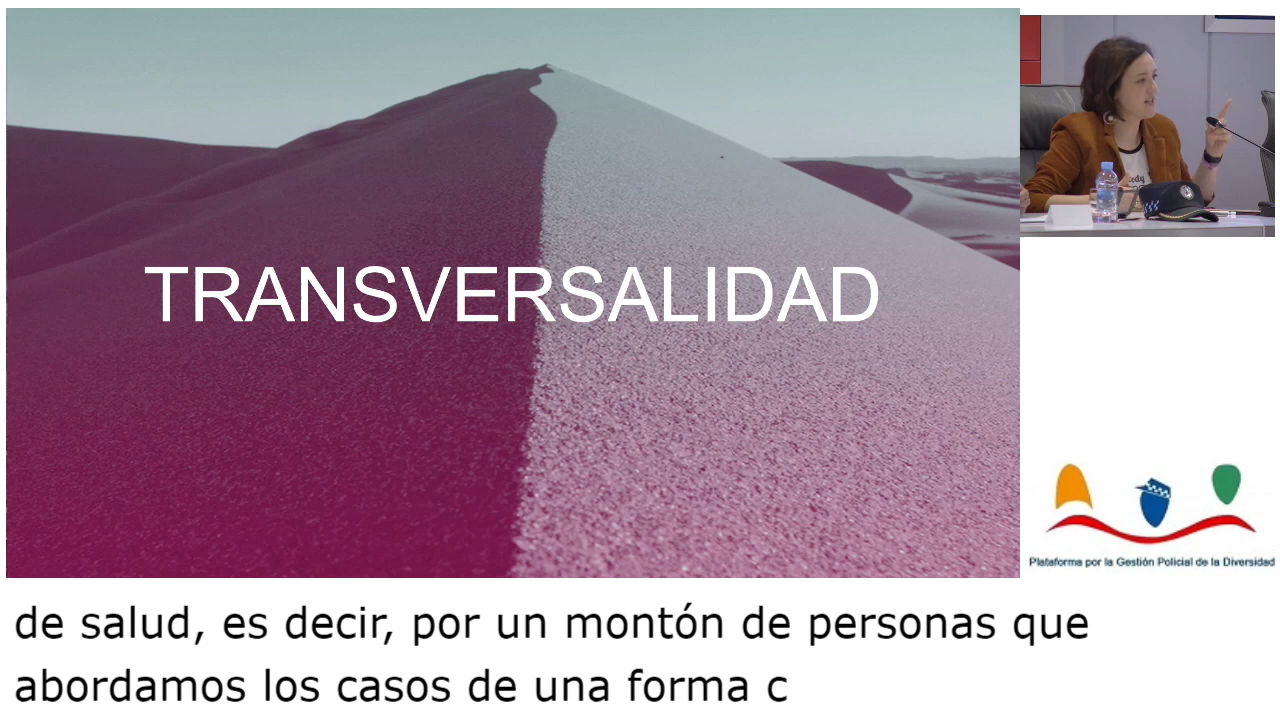 TRANSVERSALIDAD
Plataforma por la Gestión Policial de la Diversidad
de salud, es decir, por un montón de personas que
abordamos los casos de una forma c